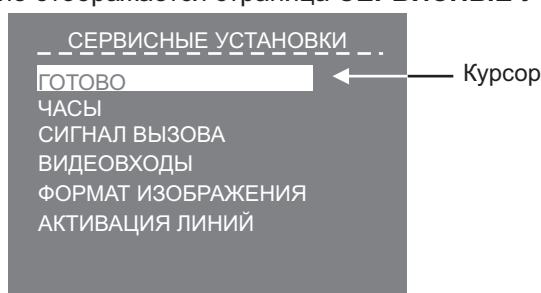 СЕРВИСНЫЕ УСТАНОВКИ
ГОТОВО
Курсор
ЧАСЫ
СИГНАЛ ВЫЗОВА
ВИДЕОВХОДЫ
ФОРМАТ ИЗОБРАЖЕНИЯ
АКТИВАЦИЯ ЛИНИЙ